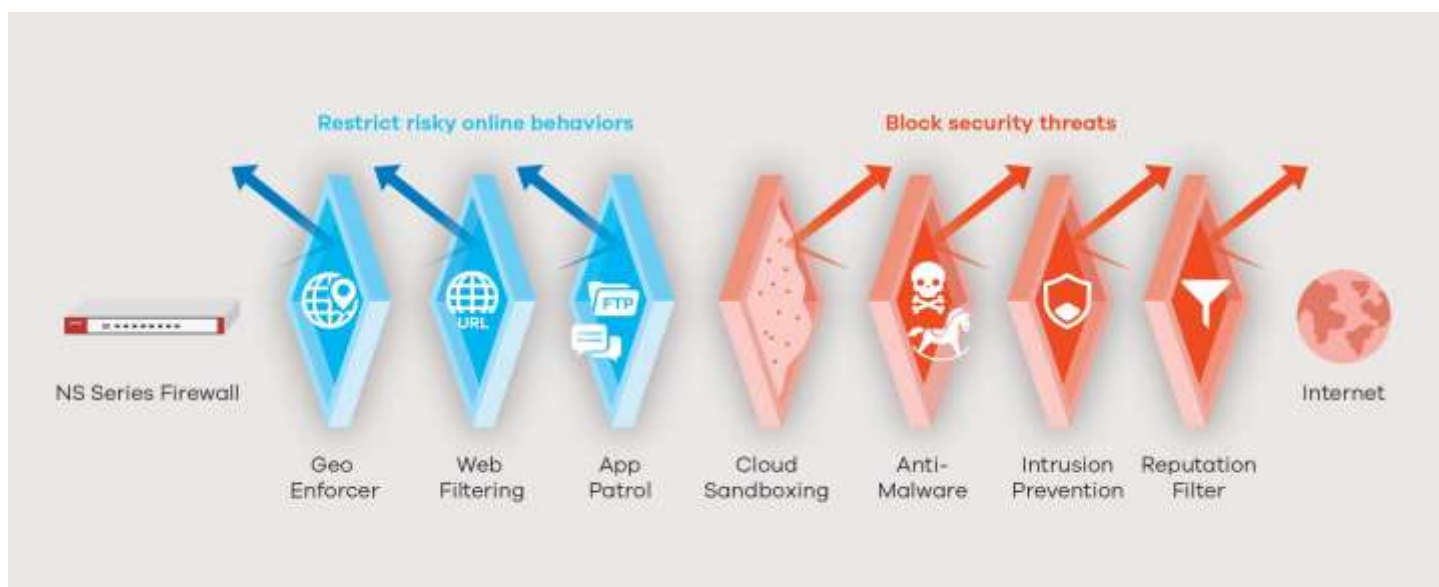 Restrict risky online behaviors
Block security threats
URL
FTP
NS Series Firewall
Internet
Geo
Enforcer
Web
Filtering
App
Patrol
Cloud
Sandboxing
Anti-
Malware
Intrusion
Prevention
Reputation
Filter